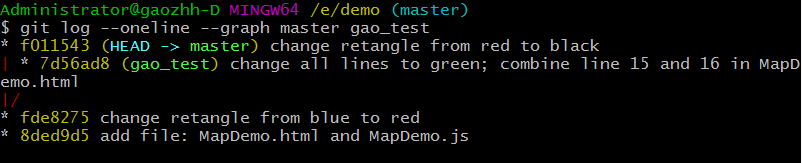 Administrator@gaozhh-D MINGW64 /e/demo (master)
$ git log --oneline --graph master gao_test
* f011543 (HEAD -> master) change retangle from red to black
| * 7d56ad8 (gao_test) change all lines to green; combine line 15 and 16 in MapD
emo.html
|/
* fde8275 change retangle from blue to red
* 8ded9d5 add file: MapDemo.html and MapDemo.js